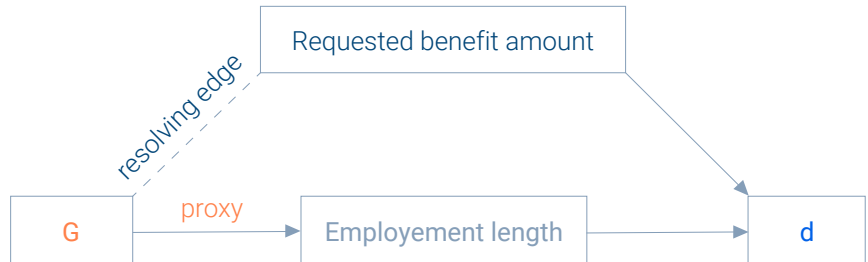 Requested benefit amount
resolving edge
G
proxy
Employement length
d